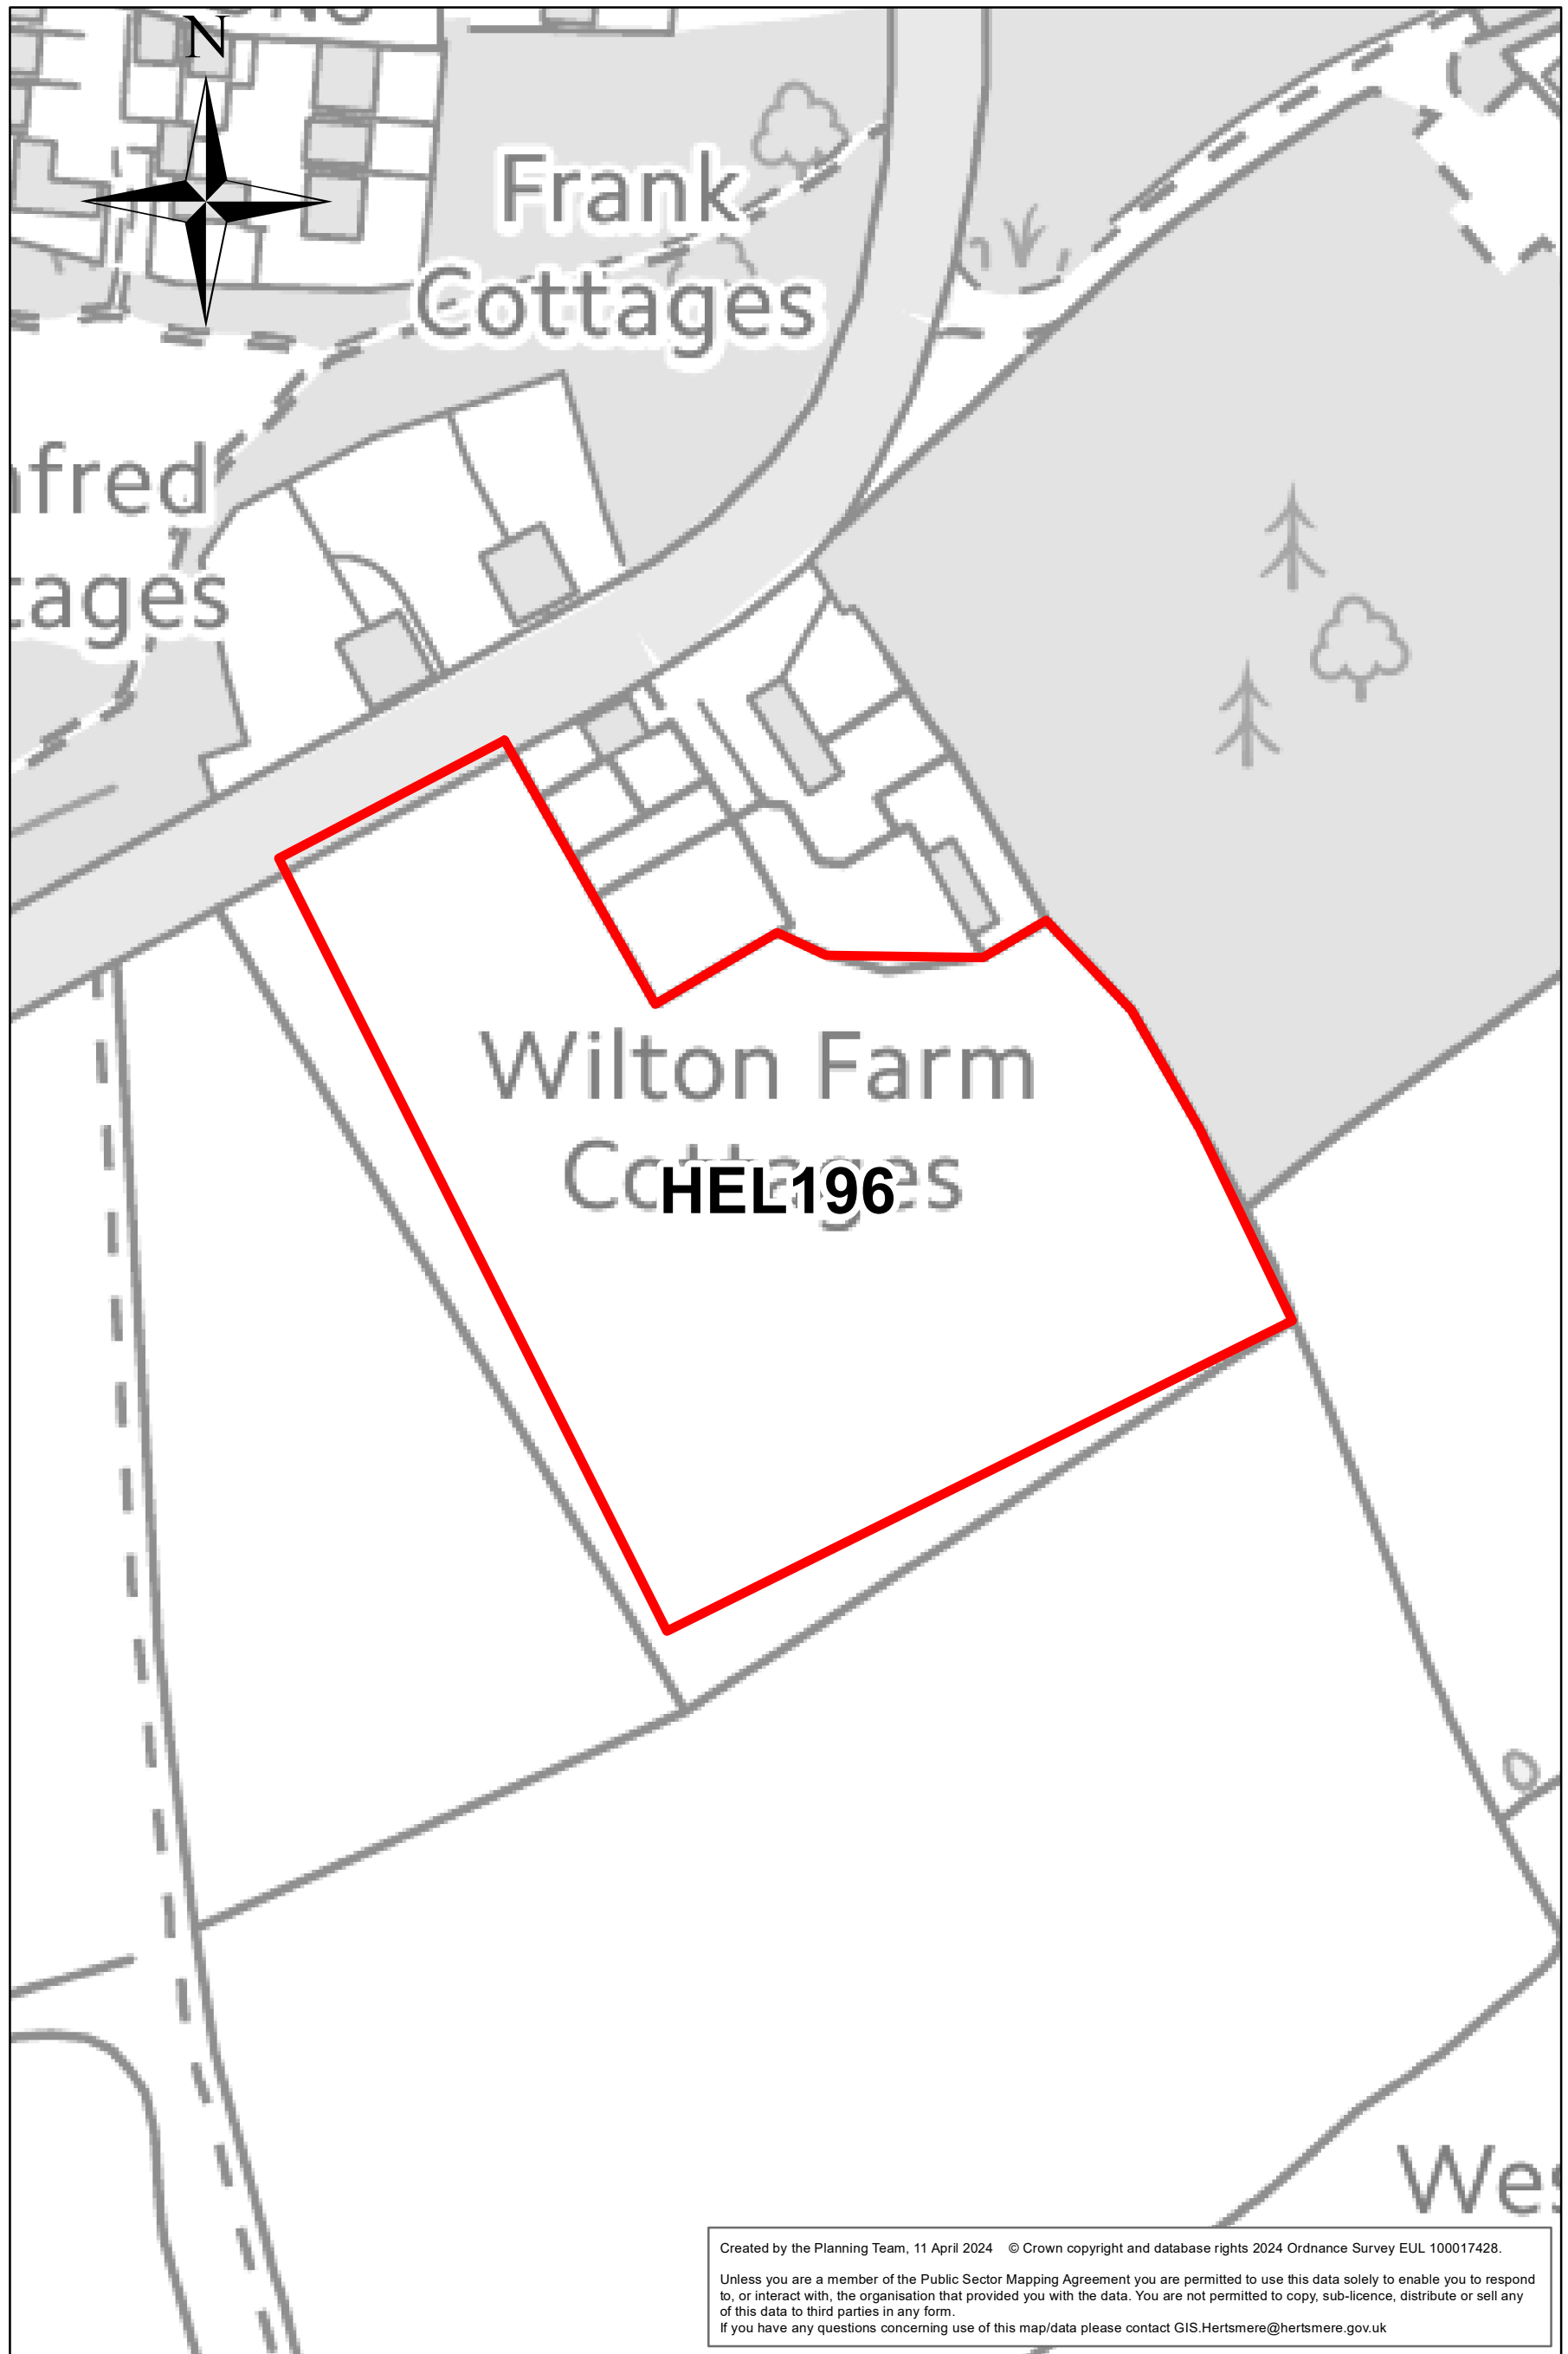 N
Frank
Cottages
nfred
tages
Wilton Farm
Cottages
HEL196
Wes
Created by the Planning Team, 11 April 2024 © Crown copyright and database rights 2024 Ordnance Survey EUL 100017428.
Unless you are a member of the Public Sector Mapping Agreement you are permitted to use this data solely to enable you to respond
to, or interact with, the organisation that provided you with the data. You are not permitted to copy, sub-licence, distribute or sell any
of this data to third parties in any form.
If you have any questions concerning use of this map/data please contact GIS.Hertsmere@hertsmere.gov.uk